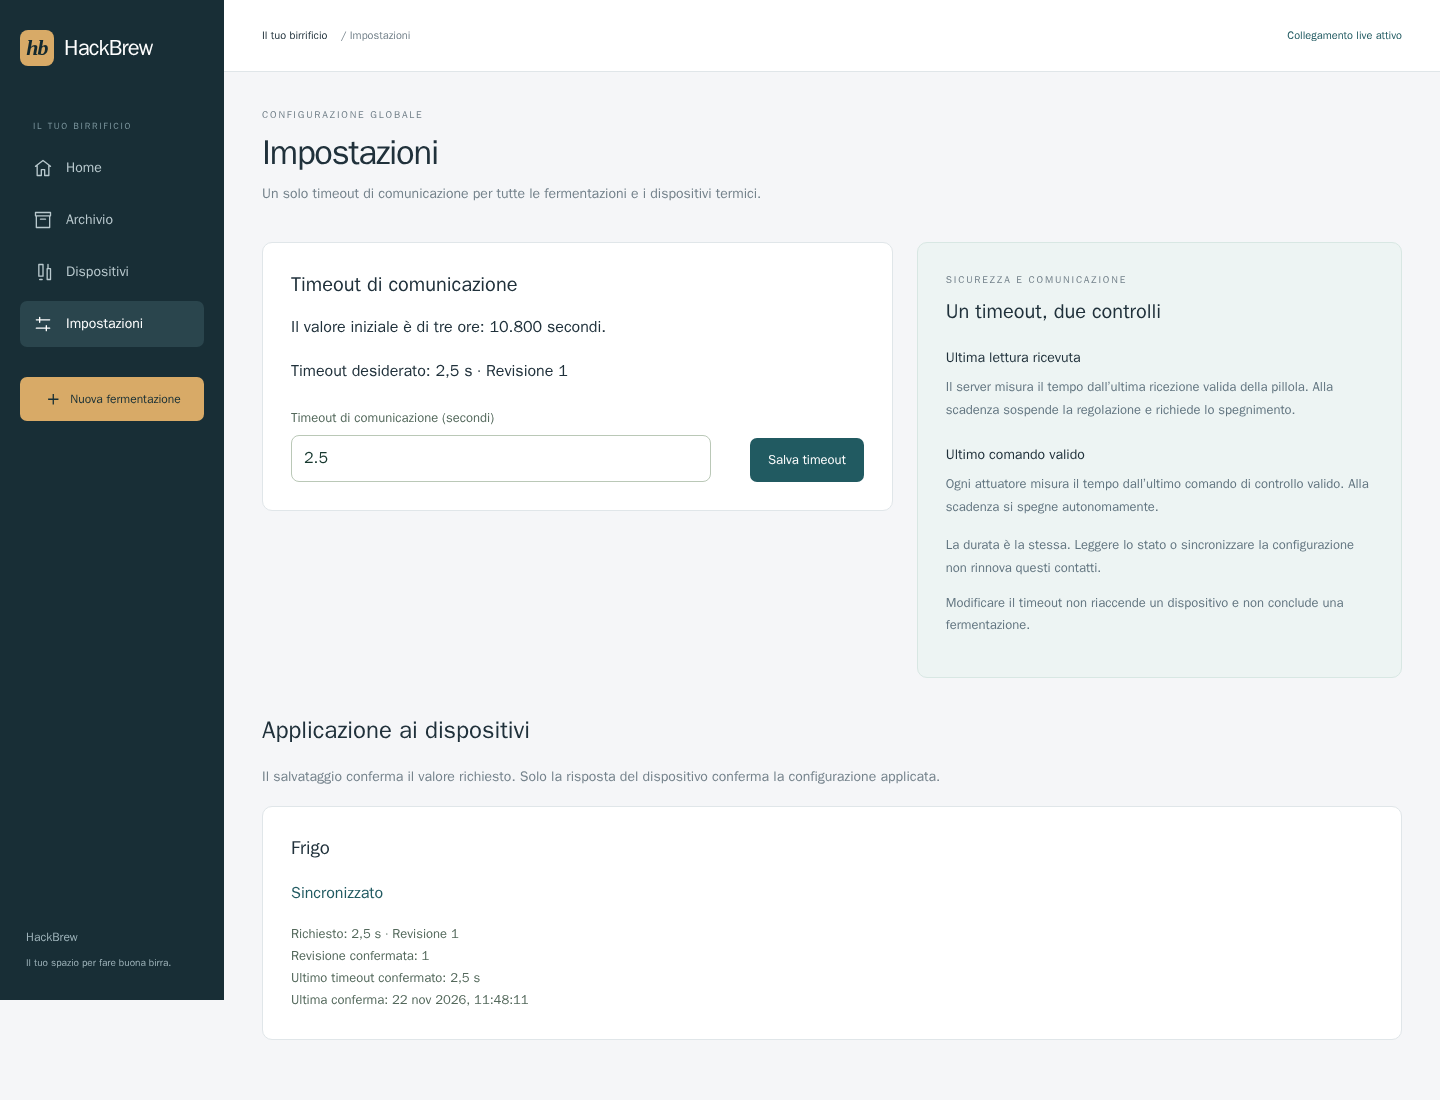 hb HackBrew
IL TUO BIRRIFICIO
Home
Archivio
Dispositivi
Impostazioni
Nuova fermentazione
HackBrew
Il tuo spazio per fare buona birra.
Il tuo birrificio / Impostazioni
Collegamento live attivo
CONFIGURAZIONE GLOBALE
Impostazioni
Un solo timeout di comunicazione per tutte le fermentazioni e i dispositivi termici.
Timeout di comunicazione
Il valore iniziale è di tre ore: 10.800 secondi.
Timeout desiderato: 2,5 s · Revisione 1
Timeout di comunicazione (secondi)
2.5
Salva timeout
SICUREZZA E COMUNICAZIONE
Un timeout, due controlli
Ultima lettura ricevuta
Il server misura il tempo dall'ultima ricezione valida della pillola. Alla
scadenza sospende la regolazione e richiede lo spegnimento.
Ultimo comando valido
Ogni attuatore misura il tempo dall'ultimo comando di controllo valido. Alla
scadenza si spegne autonomamente.
La durata è la stessa. Leggere lo stato o sincronizzare la configurazione
non rinnova questi contatti.
Modificare il timeout non riaccende un dispositivo e non conclude una
fermentazione.
Applicazione ai dispositivi
Il salvataggio conferma il valore richiesto. Solo la risposta del dispositivo conferma la configurazione applicata.
Frigo
Sincronizzato
Richiesto: 2,5 s · Revisione 1
Revisione confermata: 1
Ultimo timeout confermato: 2,5 s
Ultima conferma: 22 nov 2026, 11:48:11